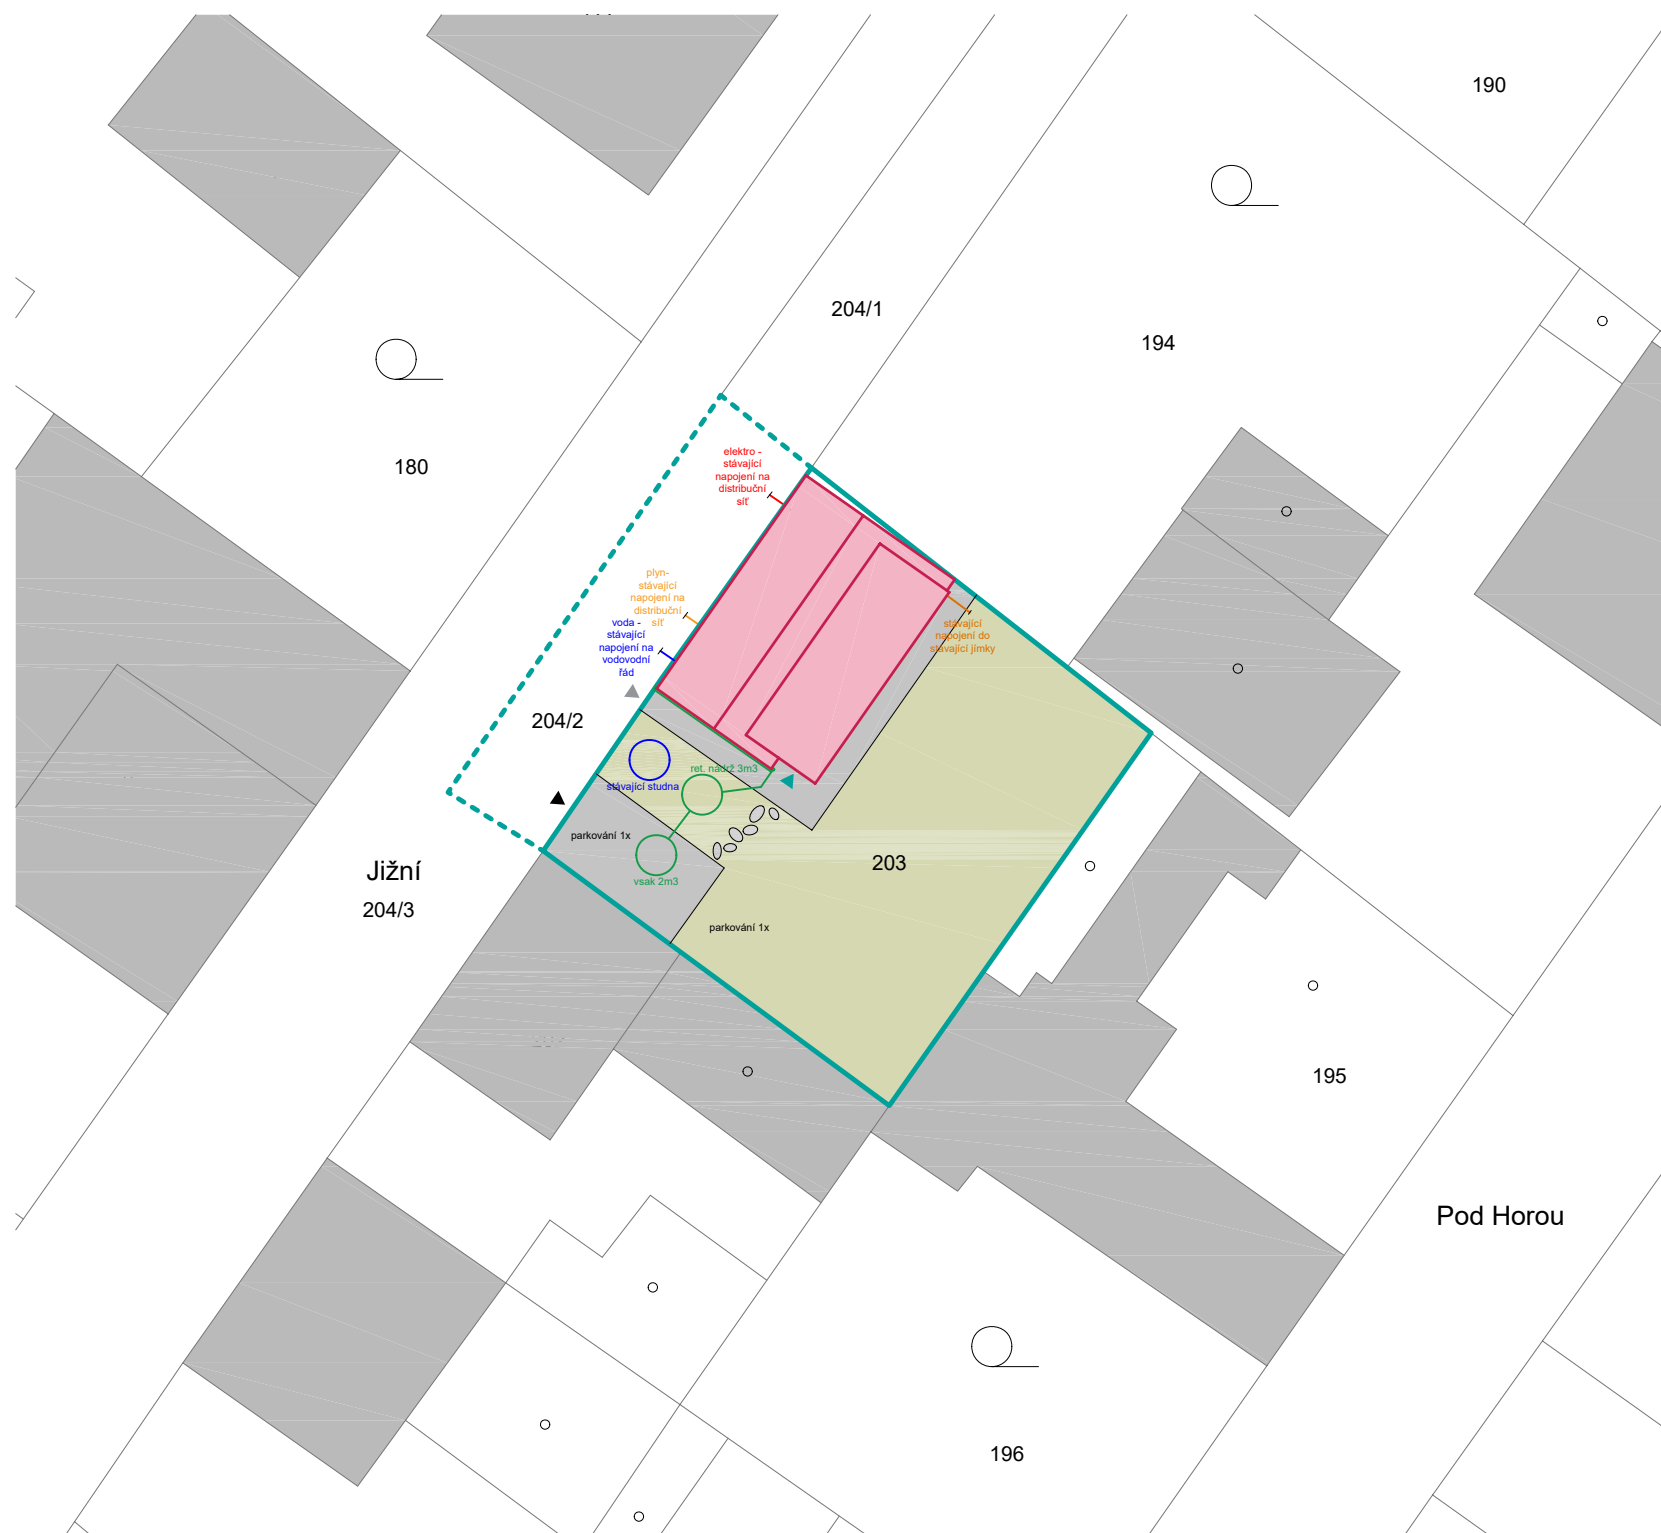 190
204/1
194
180
elektro -
stávající
napojení na
distribuční
síť
plyn-
stávající
napojení na
distribuční
síť
voda -
stávající
napojení na
vodovodní
řád
stávající
napojení do
stávající jímky
204/2
ret. nádrž 3m3
stávající studna
parkování 1x
203
Jižní
vsak 2m3
204/3
parkování 1x
195
Pod Horou
196